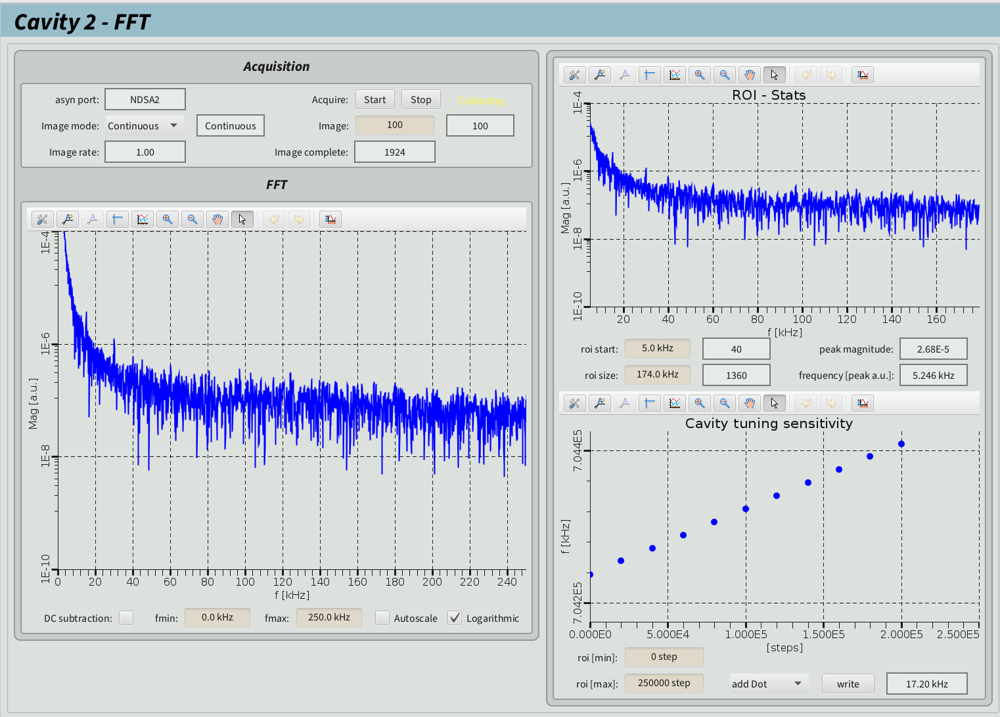 Cavity 2 - FFT
Acquisition
asyn port: NDSA2 Acquire: Start Stop Collecting
Image mode: Continuous Continuous Image: 100 100
Image rate: 1.00 Image complete: 1924
FFT
1E-4
1E-6
1E-8
1E-10
Mag [a.u.]
0 20 40 60 80 100 120 140 160 180 200 220 240
f [kHz]
DC subtraction: fmin: 0.0 kHz fmax: 250.0 kHz Autoscale Logarithmic
ROI - Stats
1E-4
1E-6
1E-8
1E-10
Mag [a.u.]
20 40 60 80 100 120 140 160
f [kHz]
roi start: 5.0 kHz 40 peak magnitude: 2.68E-5
roi size: 174.0 kHz 1360 frequency [peak a.u.]: 5.246 kHz
Cavity tuning sensitivity
7.044E5
7.042E5
f [kHz]
0.000E0 5.000E4 1.000E5 1.500E5 2.000E5 2.500E5
[steps]
roi [min]: 0 step
roi [max]: 250000 step add Dot write 17.20 kHz